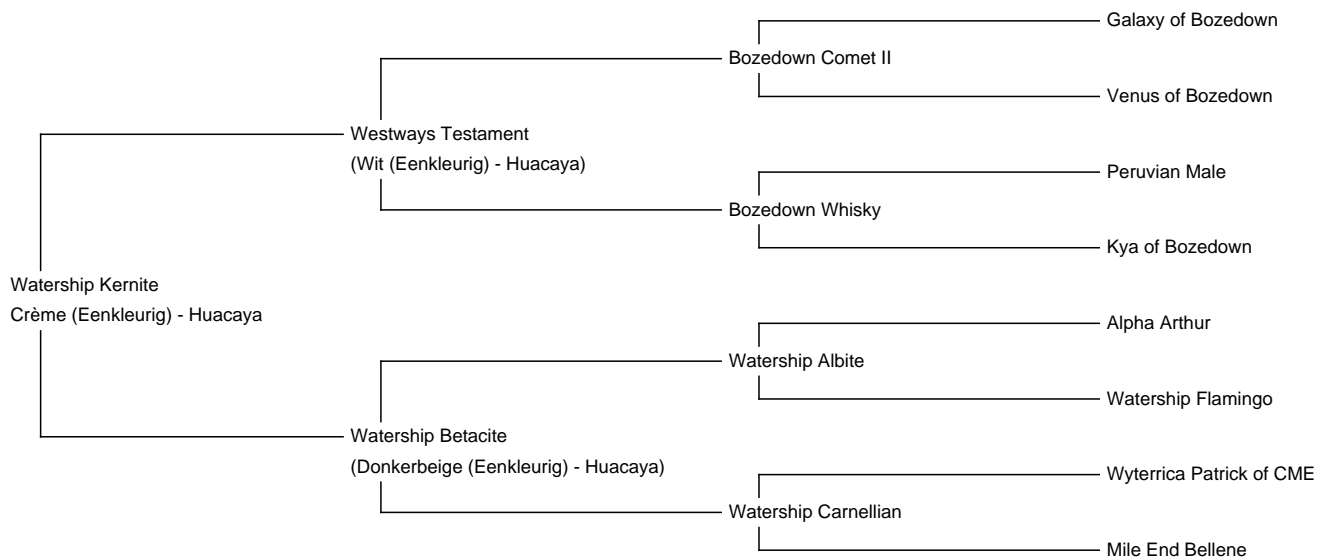 Galaxy of Bozedown
Bozedown Comet II
Venus of Bozedown
Westways Testament
(Wit (Eenkleurig) - Huacaya)
Peruvian Male
Bozedown Whisky
Kya of Bozedown
Watership Kernite
Crème (Eenkleurig) - Huacaya
Alpha Arthur
Watership Albite
Watership Flamingo
Watership Betacite
(Donkerbeige (Eenkleurig) - Huacaya)
Wyterrica Patrick of CME
Watership Carnellian
Mile End Bellene